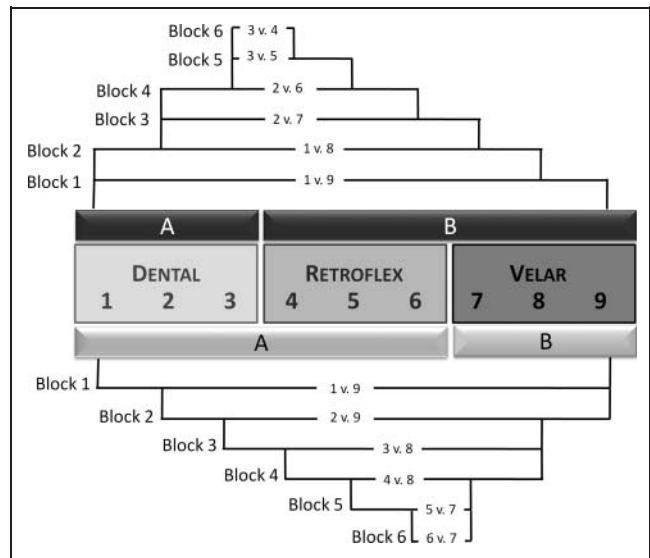 Block 6 3 v. 4
Block 5 3 v. 5
Block 4 2 v. 6
Block 3 2 v. 7
Block 2 1 v. 8
Block 1 1 v. 9
A B
DENTAL RETROFLEX VELAR
1 2 3 4 5 6 7 8 9
A B
Block 1 1 v. 9
Block 2 2 v. 9
Block 3 3 v. 8
Block 4 4 v. 8
Block 5 5 v. 7
Block 6 6 v. 7